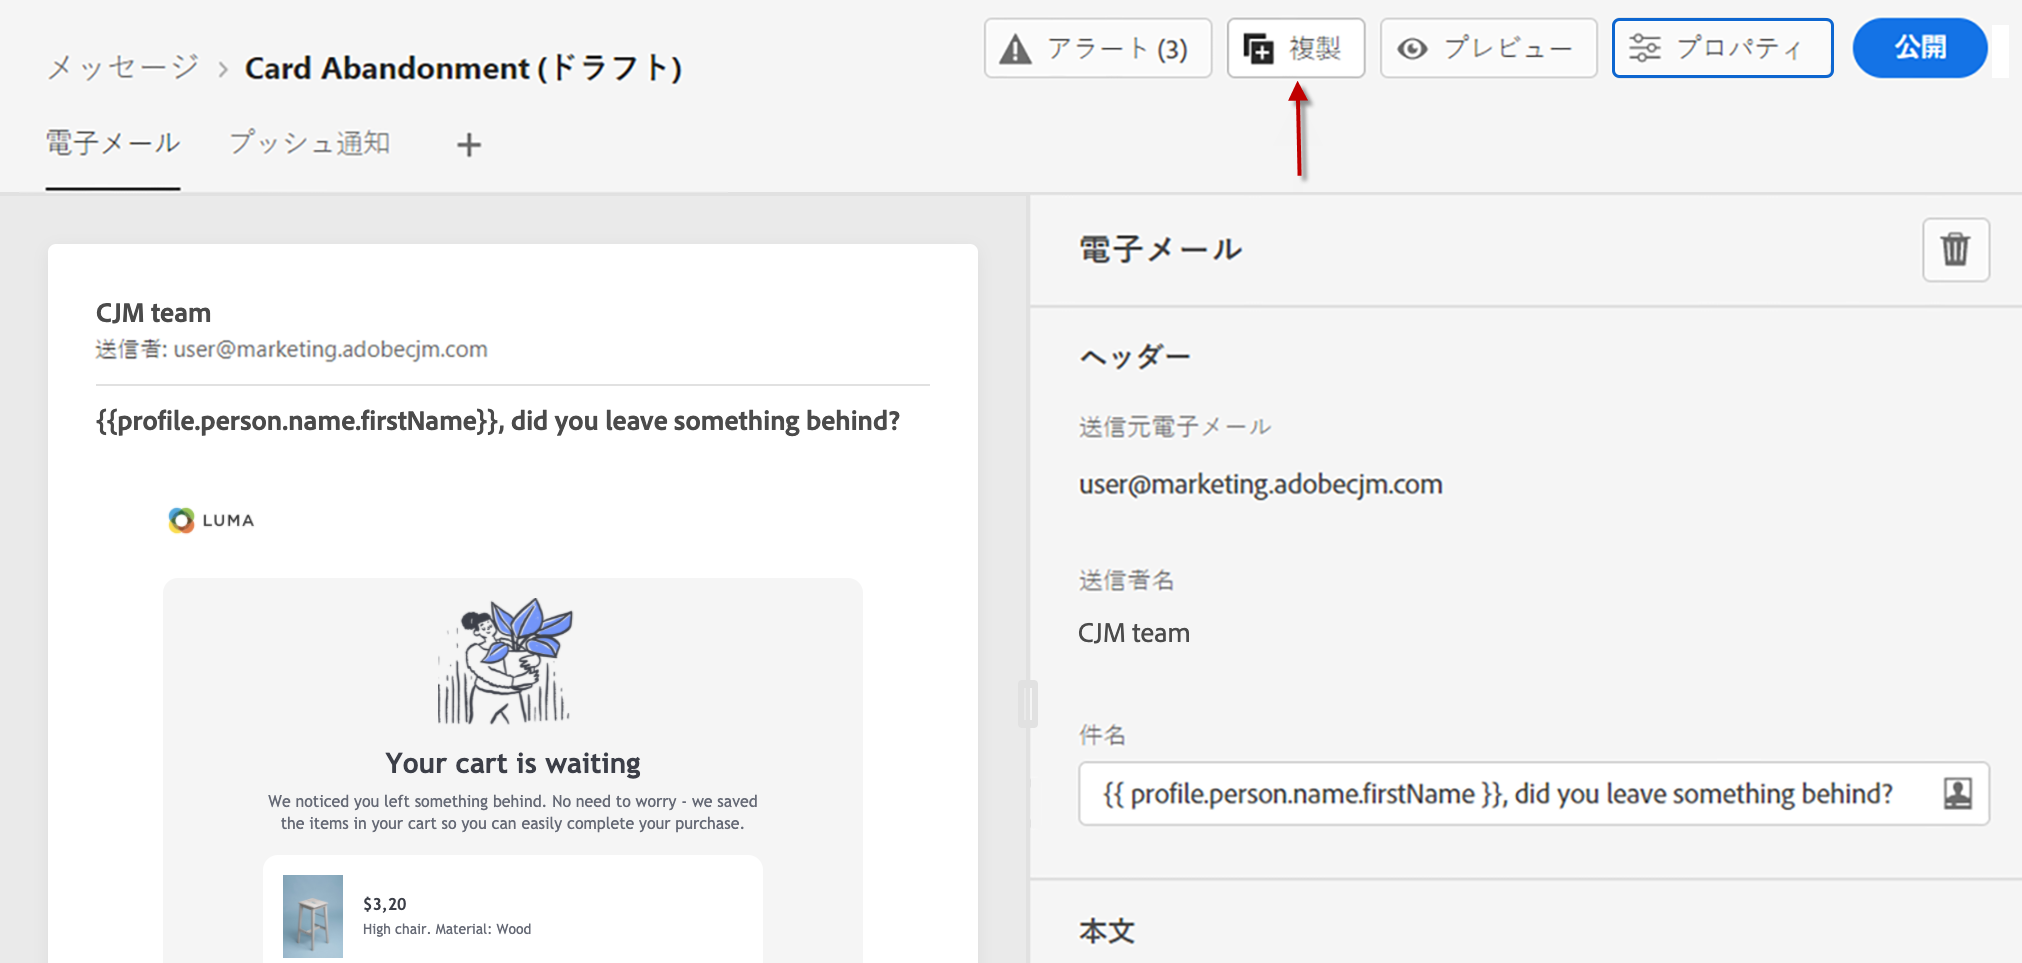 メッセージ > Card Abandonment (ドラフト)
アラート (3)
複製
プレビュー
プロパティ
公開
電子メール
プッシュ通知
+
CJM team
送信者: user@marketing.adobecjm.com
{{profile.person.name.firstName}}, did you leave something behind?
LUMA
Your cart is waiting
We noticed you left something behind. No need to worry - we saved
the items in your cart so you can easily complete your purchase.
$3,20
High chair. Material: Wood
電子メール
ヘッダー
送信元電子メール
user@marketing.adobecjm.com
送信者名
CJM team
件名
{{ profile.person.name.firstName }}, did you leave something behind?
本文